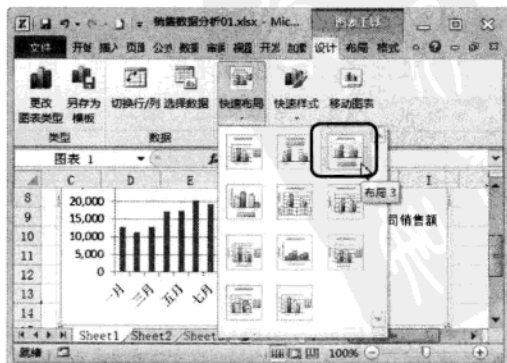 销售数据分析01.xlsx - Mic... 图表工具
文件 开始 插入 页面 公式 数据 审阅 视图 开发 加载 设计 布局 格式
更改 另存为 切换行/列 选择数据 快速布局 快速样式 移动图表
图表类型 模板
类型 数据
图表 1
C D E I
布局 3
8 20,000
9 15,000 司销售额
10 10,000
11 5,000
12 0
13 一月 三月 五月 七月
14
Sheet1 Sheet2
就绪 100%